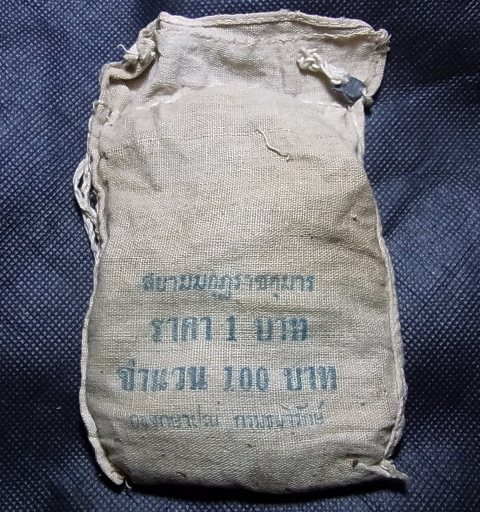 สยามมกุฎราชกุมาร
ราคา 1 บาท
จำนวน 100 บาท
กองกษาปณ์ กรมธนารักษ์